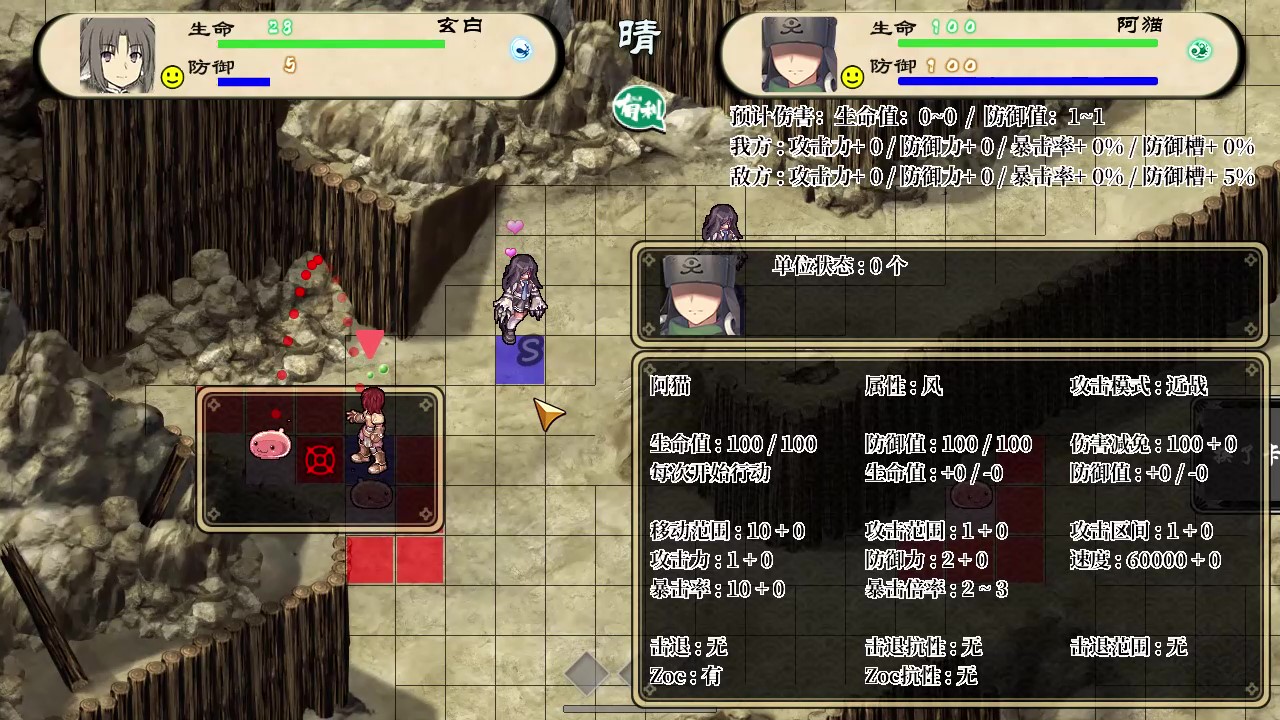 生命 28 玄白
防御 5
晴
有利
生命 100 阿猫
防御 100
预计伤害：生命值：0~0 / 防御值：1~1
我方：攻击力+ 0 / 防御力+ 0 / 暴击率+ 0% / 防御槽+ 0%
敌方：攻击力+ 0 / 防御力+ 0 / 暴击率+ 0% / 防御槽+ 5%
单位状态：0 个
S
阿猫 属性：风 攻击模式：近战
生命值：100 / 100 防御值：100 / 100 伤害减免：100 + 0
每次开始行动 生命值：+0 / -0 防御值：+0 / -0
移动范围：10 + 0 攻击范围：1 + 0 攻击区间：1 + 0
攻击力：1 + 0 防御力：2 + 0 速度：60000 + 0
暴击率：10 + 0 暴击倍率：2 ~ 3
击退：无 击退抗性：无 击退范围：无
Zoc：有 Zoc抗性：无